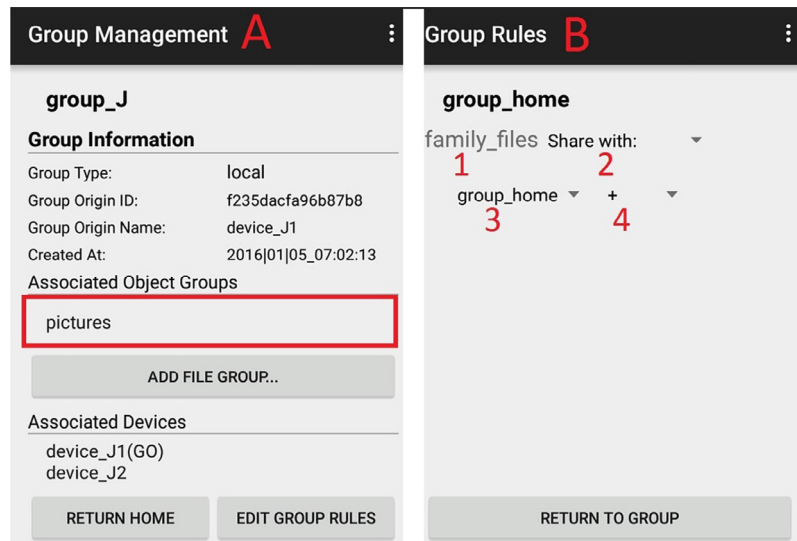 Group Management A
group_J
Group Information
Group Type: local
Group Origin ID: f235dacfa96b87b8
Group Origin Name: device_J1
Created At: 2016|01|05_07:02:13
Associated Object Groups
pictures
ADD FILE GROUP...
Associated Devices
device_J1(GO)
device_J2
RETURN HOME EDIT GROUP RULES
Group Rules B
group_home
family_files Share with:
1 2
group_home +
3 4
RETURN TO GROUP